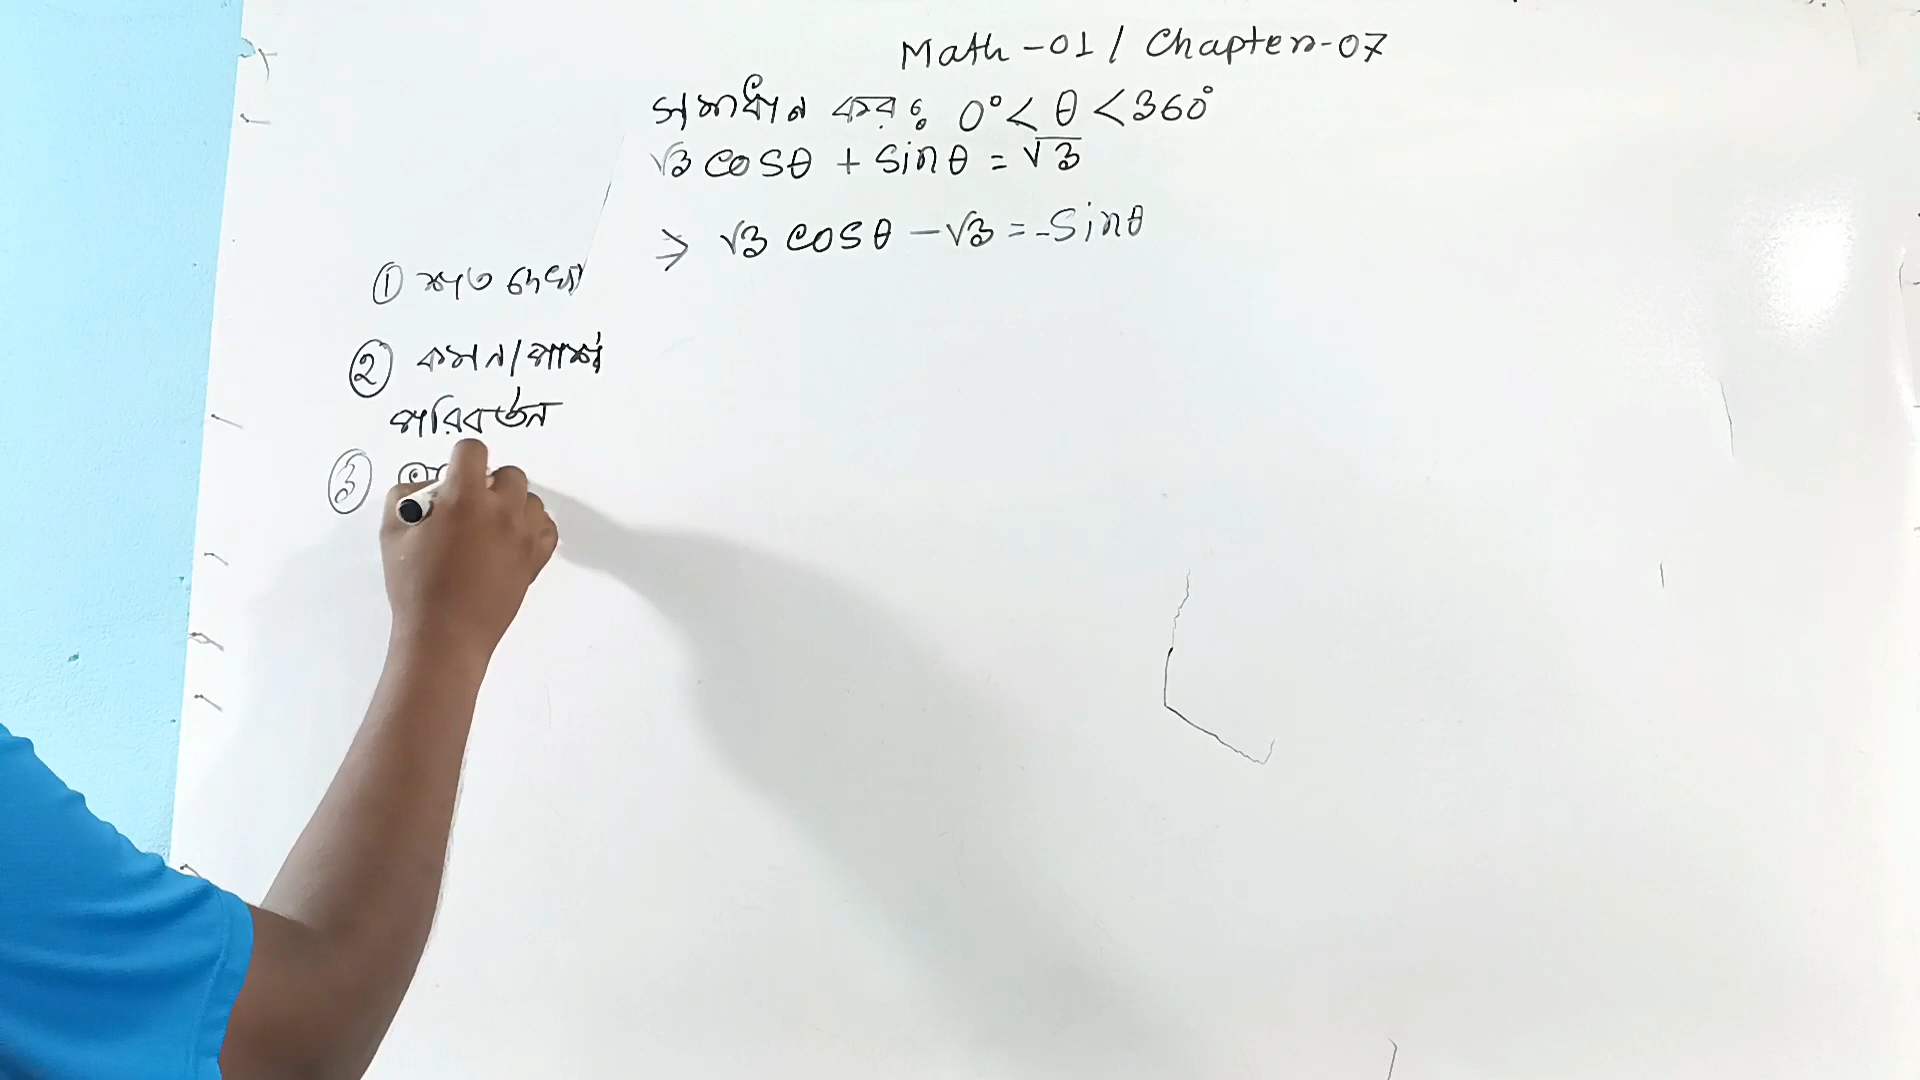 Math-01 / Chapter-07
সমাধান কর: 0° < θ < 360°
√3 cosθ + sinθ = √3
⇒ √3 cosθ - √3 = -sinθ
① শর্ত দেখা
② কমন/পার্শ্ব
পরিবর্তন
③